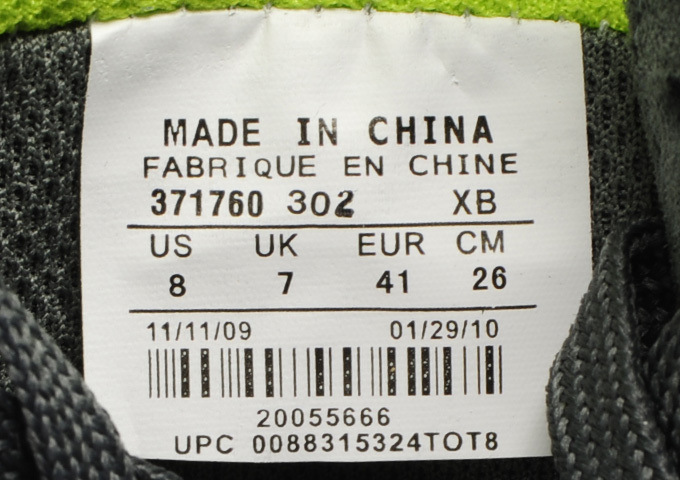 MADE IN CHINA
FABRIQUE EN CHINE
371760 302 XB
US UK EUR CM
8 7 41 26
11/11/09 01/29/10
20055666
UPC 0088315324TOT8